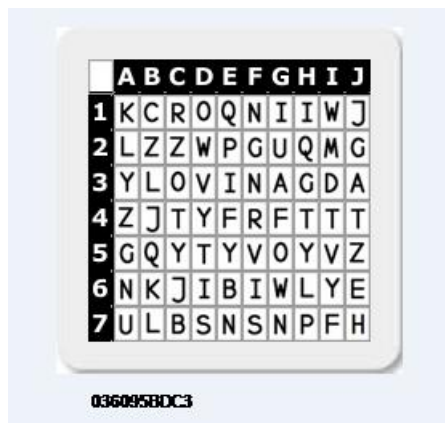 A B C D E F G H I J
1 K C R O Q N I I W J
2 L Z Z W P G U Q M G
3 Y L O V I N A G D A
4 Z J T Y F R F T T T
5 G Q Y T Y V O Y V Z
6 N K J I B I W L Y E
7 U L B S N S N P F H
036095BDC3